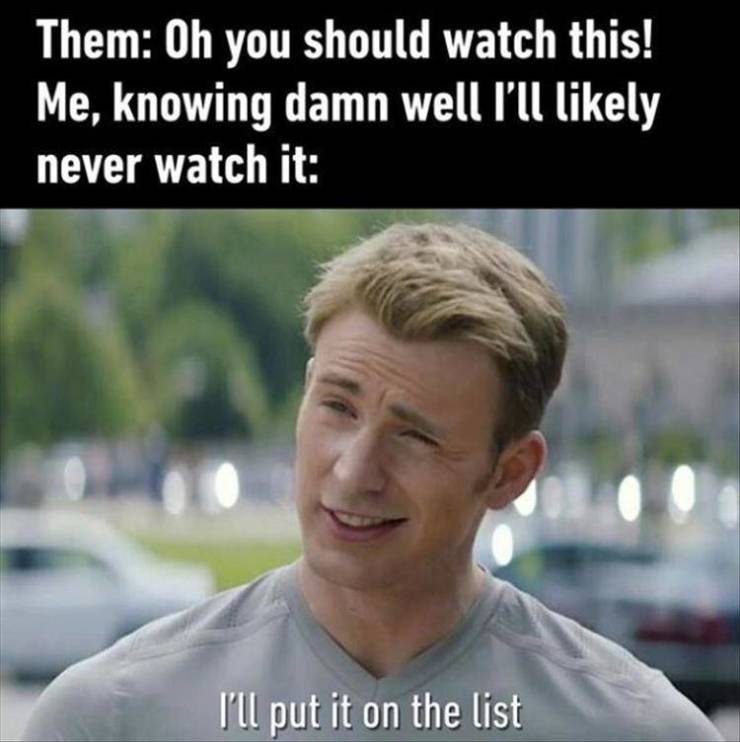 Them: Oh you should watch this!
Me, knowing damn well I'll likely
never watch it:
I'll put it on the list